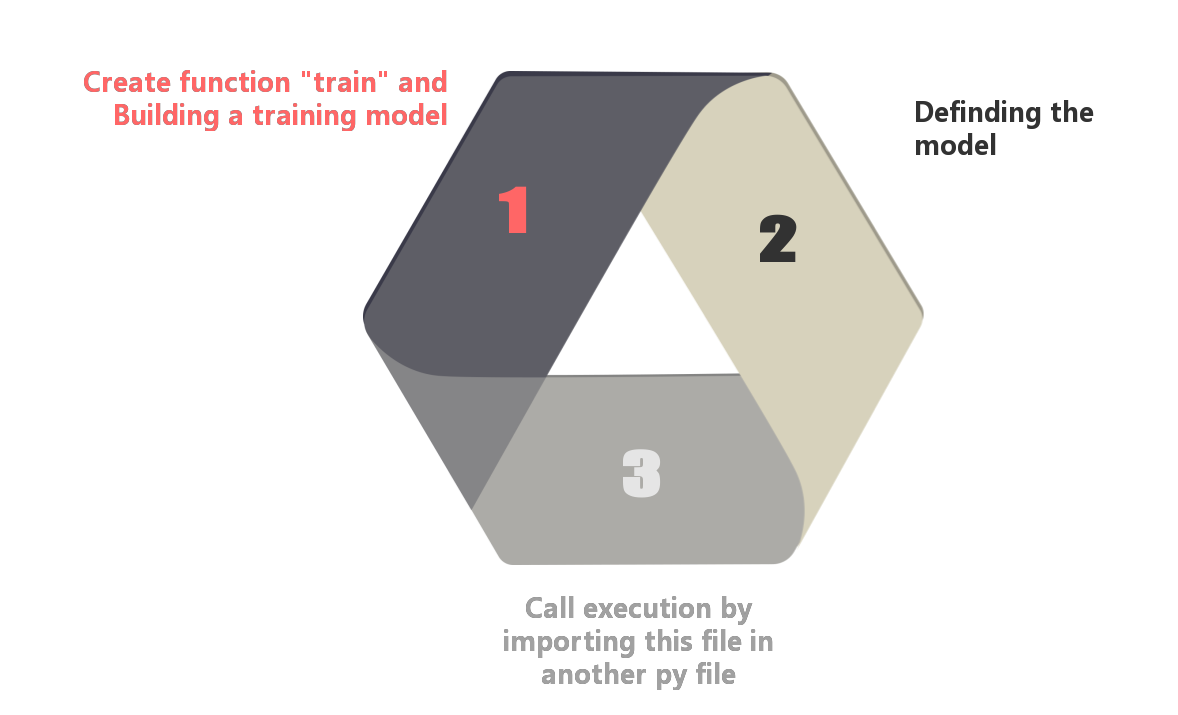 Create function "train" and
Building a training model
1
Definding the
model
2
3
Call execution by
importing this file in
another py file